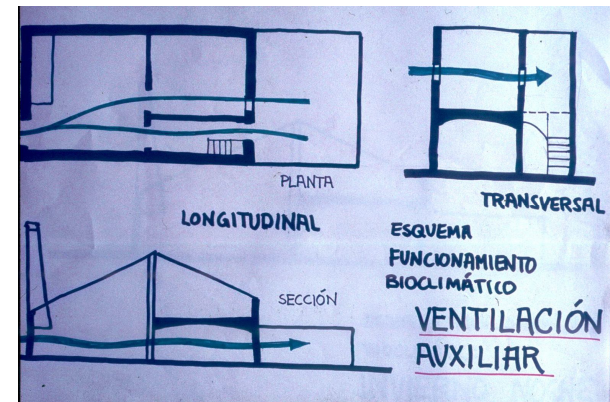 PLANTA
TRANSVERSAL
LONGITUDINAL
ESQUEMA
FUNCIONAMIENTO
BIOCLIMÁTICO
SECCIÓN
VENTILACIÓN
AUXILIAR